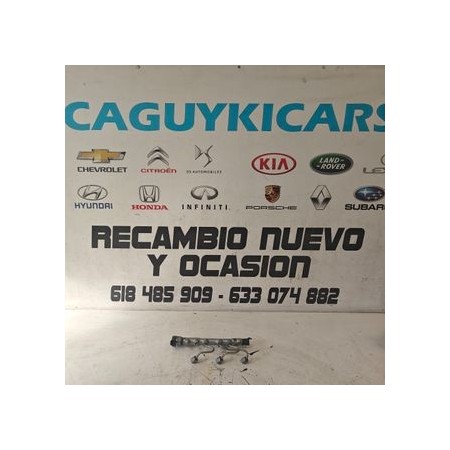 CAGUYKICARS
CHEVROLET CITROËN DS AUTOMOBILES KIA LAND ROVER
HYUNDAI HONDA INFINITI PORSCHE SUBARU
RECAMBIO NUEVO
Y OCASION
618 485 909 - 633 074 882